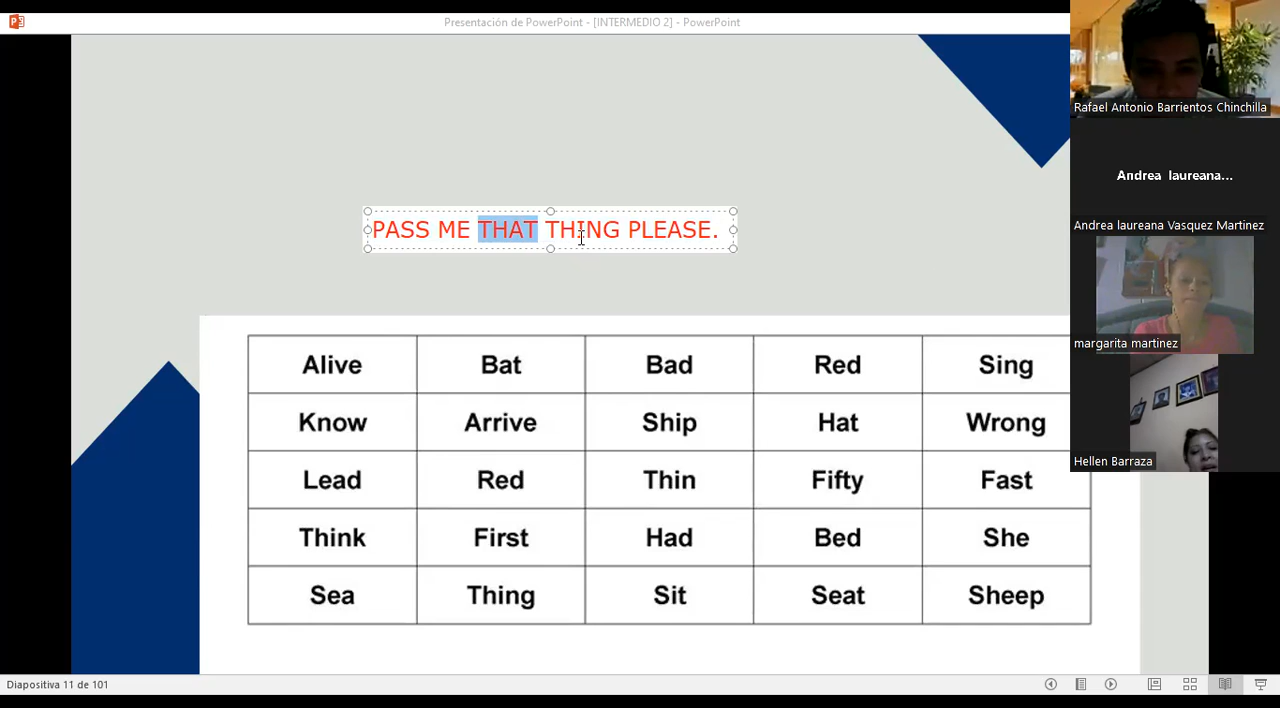 Presentación de PowerPoint - [INTERMEDIO 2] - PowerPoint
Rafael Antonio Barrientos Chinchilla
Andrea laureana...
Andrea laureana Vasquez Martinez
PASS ME THAT THING PLEASE.
margarita martinez
Alive Bat Bad Red Sing
Know Arrive Ship Hat Wrong
Hellen Barraza
Lead Red Thin Fifty Fast
Think First Had Bed She
Sea Thing Sit Seat Sheep
Diapositiva 11 de 101